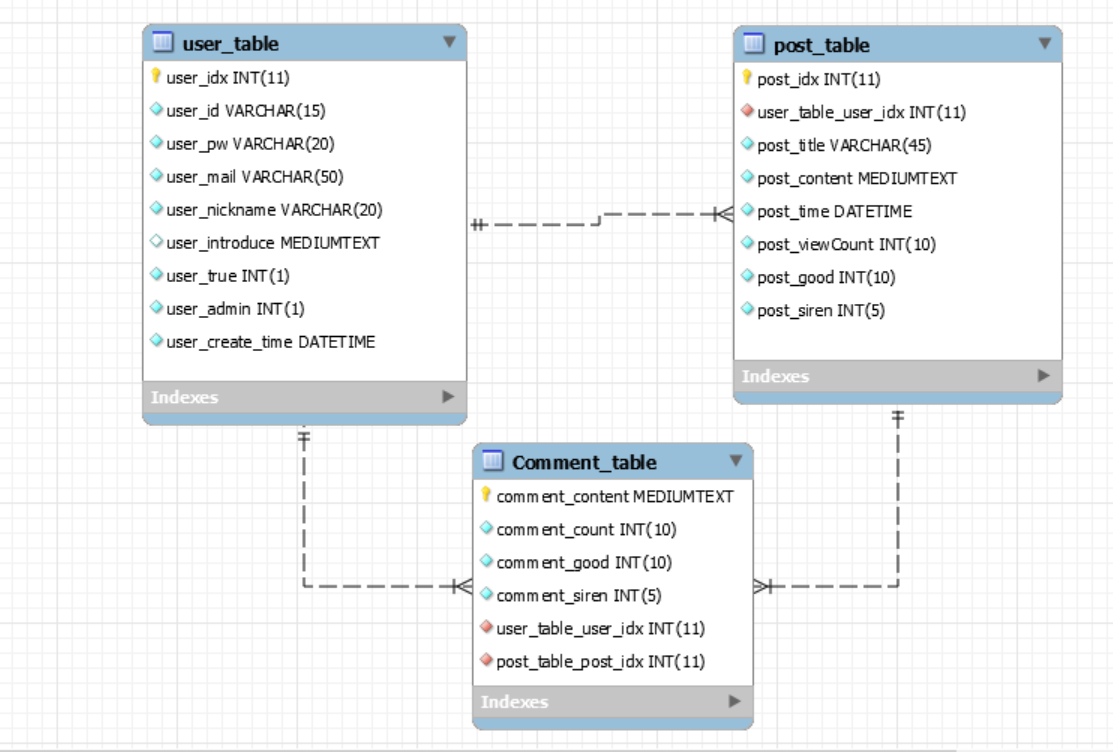 user_table
user_idx INT(11)
user_id VARCHAR(15)
user_pw VARCHAR(20)
user_mail VARCHAR(50)
user_nickname VARCHAR(20)
user_introduce MEDIUMTEXT
user_true INT(1)
user_admin INT(1)
user_create_time DATETIME
Indexes
post_table
post_idx INT(11)
user_table_user_idx INT(11)
post_title VARCHAR(45)
post_content MEDIUMTEXT
post_time DATETIME
post_viewCount INT(10)
post_good INT(10)
post_siren INT(5)
Indexes
Comment_table
comment_content MEDIUMTEXT
comment_count INT(10)
comment_good INT(10)
comment_siren INT(5)
user_table_user_idx INT(11)
post_table_post_idx INT(11)
Indexes